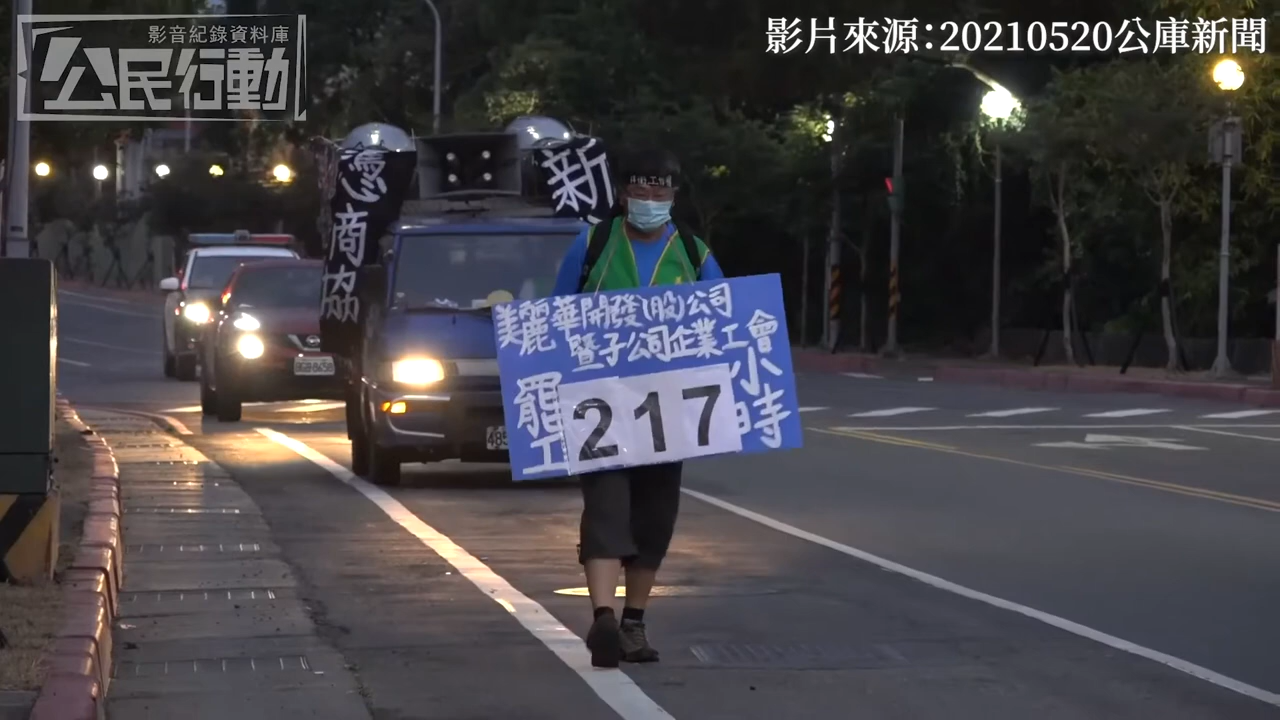 影音紀錄資料庫
公民行動
影片來源：20210520公庫新聞
憑商協
新
美麗華開發(股)公司
暨子公司企業工會
罷工 217 小時